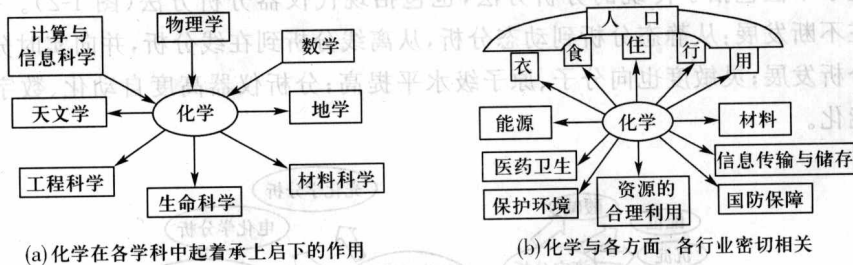 计算与
信息科学
物理学
数学
天文学
化学
地学
工程科学
生命科学
材料科学
(a)化学在各学科中起着承上启下的作用
人口
衣
食
住
行
用
能源
化学
材料
医药卫生
信息传输与储存
保护环境
资源的
合理利用
国防保障
(b)化学与各方面、各行业密切相关